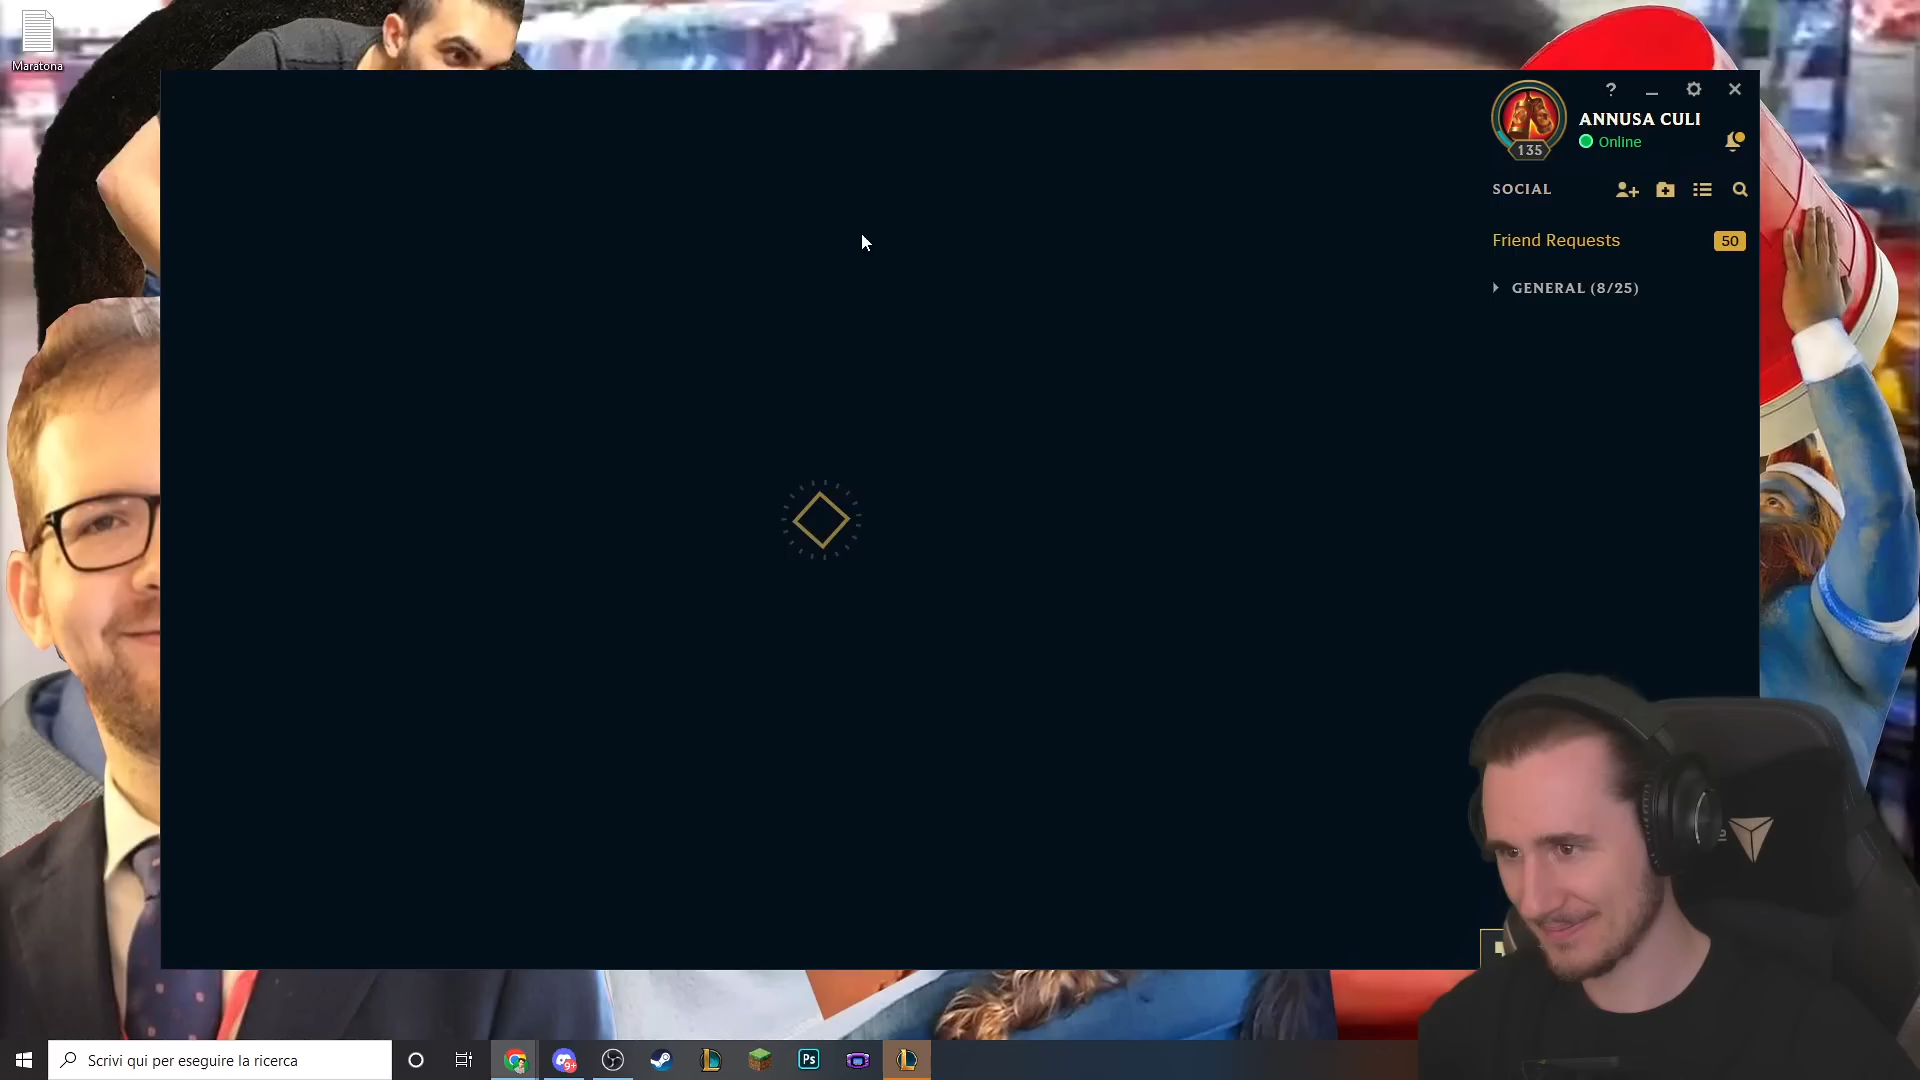 Maratona
?
ANNUSA CULI
Online
135
SOCIAL
Friend Requests
50
GENERAL (8/25)
Scrivi qui per eseguire la ricerca
9+
Ps